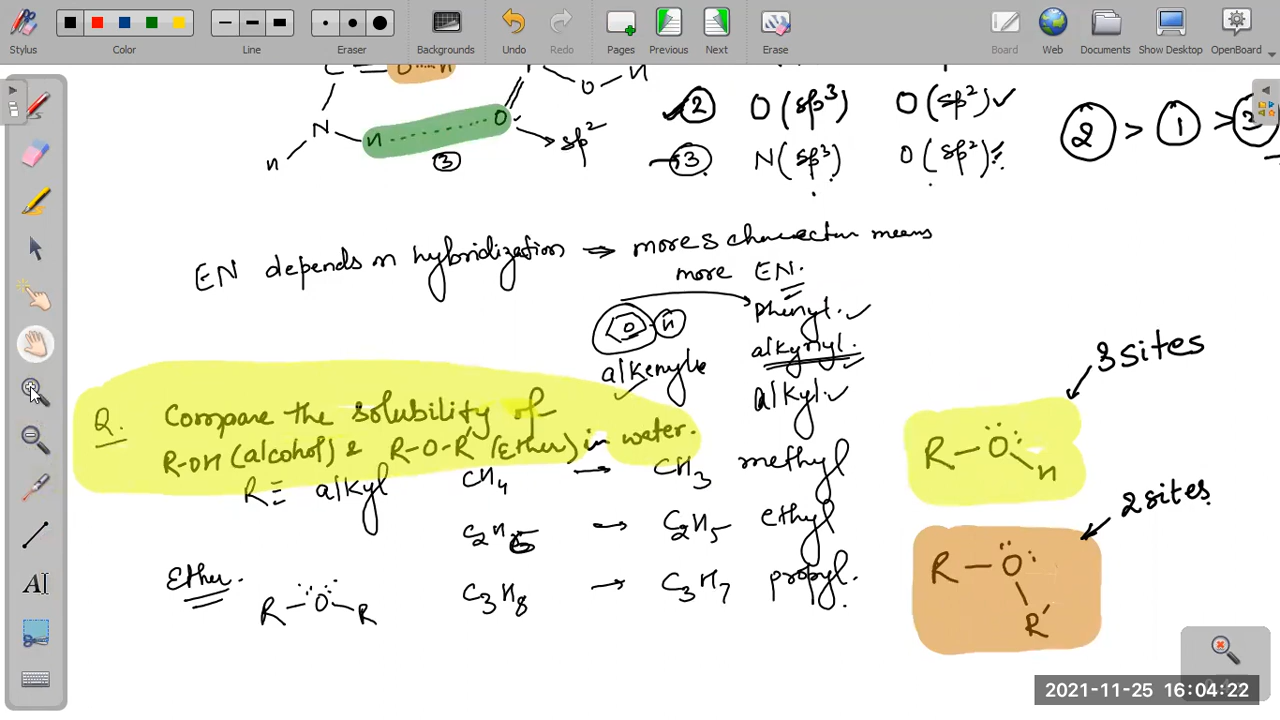 Stylus Color Line Eraser Backgrounds Undo Redo Pages Previous Next Erase Board Web Documents Show Desktop OpenBoard
C = O ... H
O - H
N H ........ O → sp²
H
③
② O (sp³) O (sp²) ✓
③ N (sp³) O (sp²)
② > ① > ③
EN depends on hybridization ⇒ more s character means
more EN.
O H
phenyl. ✓
alkynyl. ✓
alkenyl
alkyl. ✓
Q. Compare the solubility of
R-OH (alcohol) & R-O-R' (Ether) in water.
R ≡ alkyl
CH₄ → CH₃ methyl
C₂H₆ → C₂H₅ ethyl
C₃H₈ → C₃H₇ propyl.
Ether.
R-O-R
3 sites
R-O
H
2 sites
R-O
R'
2021-11-25 16:04:22